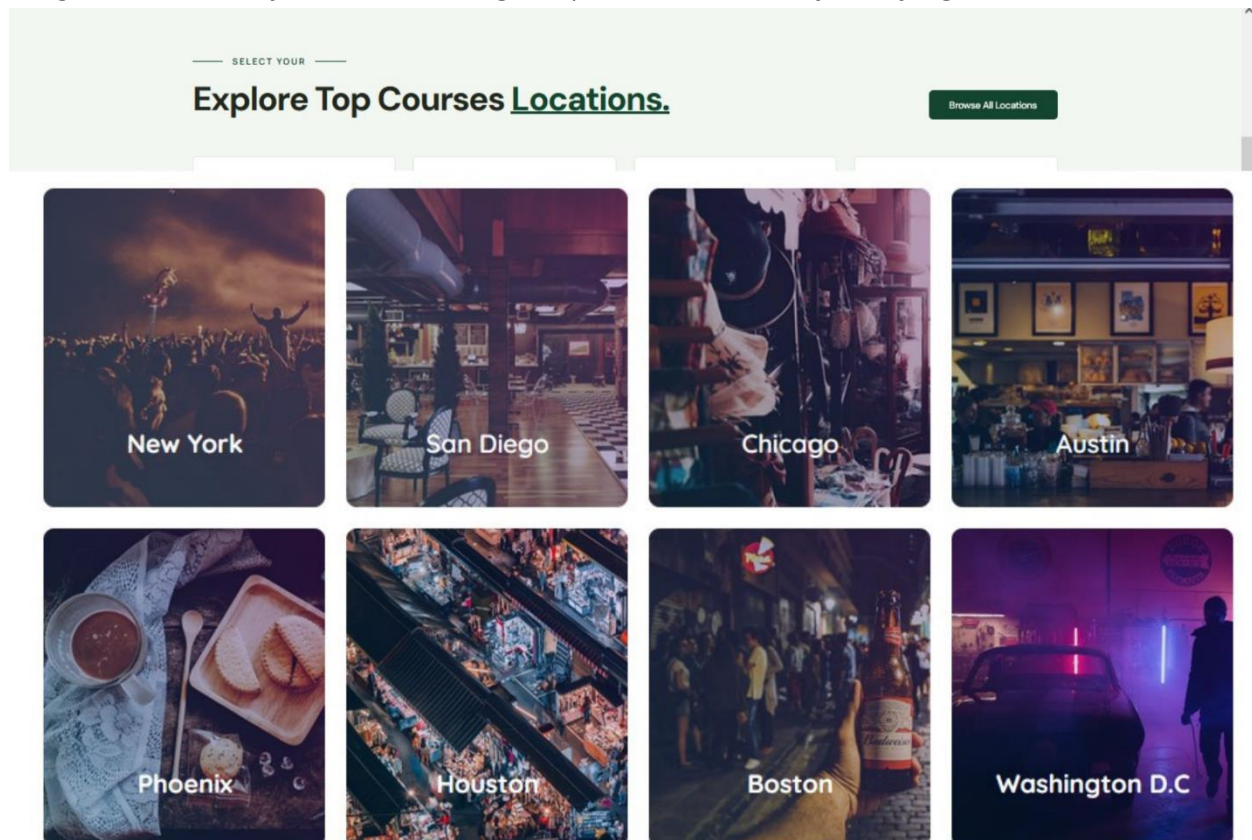 SELECT YOUR
Explore Top Courses Locations.
Browse All Locations
New York
San Diego
Chicago
Austin
Phoenix
Houston
Boston
Budweiser
Washington D.C